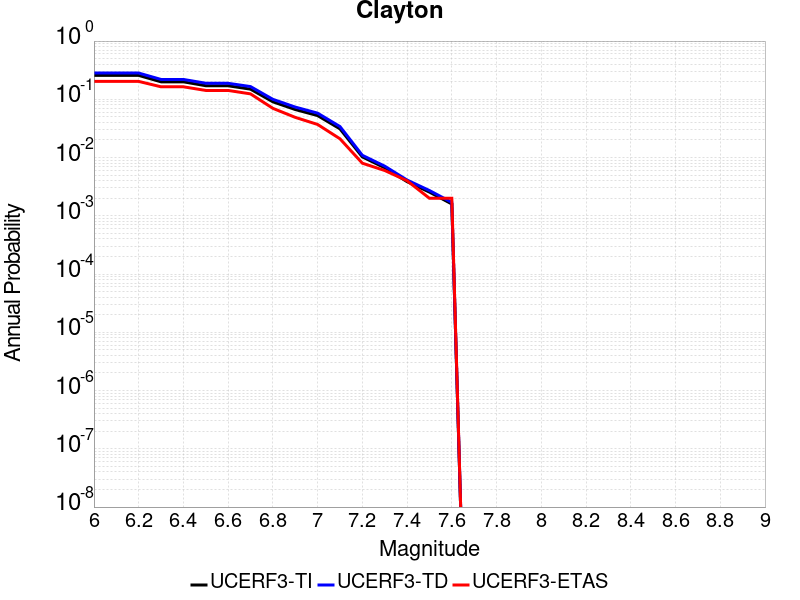 Clayton
10^0
10^-1
10^-2
10^-3
10^-4
10^-5
10^-6
10^-7
10^-8
Annual Probability
6 6.2 6.4 6.6 6.8 7 7.2 7.4 7.6 7.8 8 8.2 8.4 8.6 8.8 9
Magnitude
UCERF3-TI UCERF3-TD UCERF3-ETAS